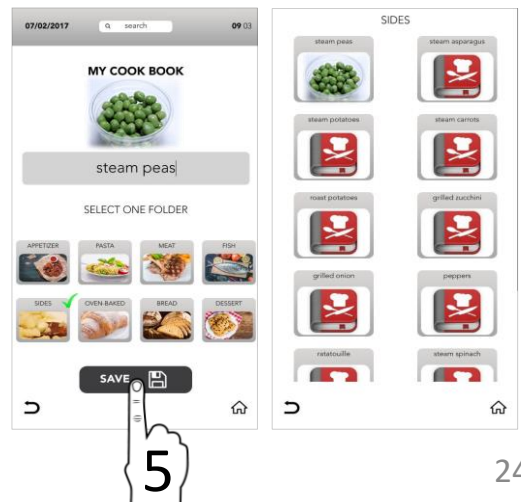 07/02/2017 search 09 03
MY COOK BOOK
steam peas
SELECT ONE FOLDER
APPETIZER PASTA MEAT FISH
SIDES OVEN-BAKED BREAD DESSERT
SAVE
5
SIDES
steam peas steam asparagus
steam potatoes steam carrots
roast potatoes grilled zucchini
grilled onion peppers
ratatouille steam spinach
24